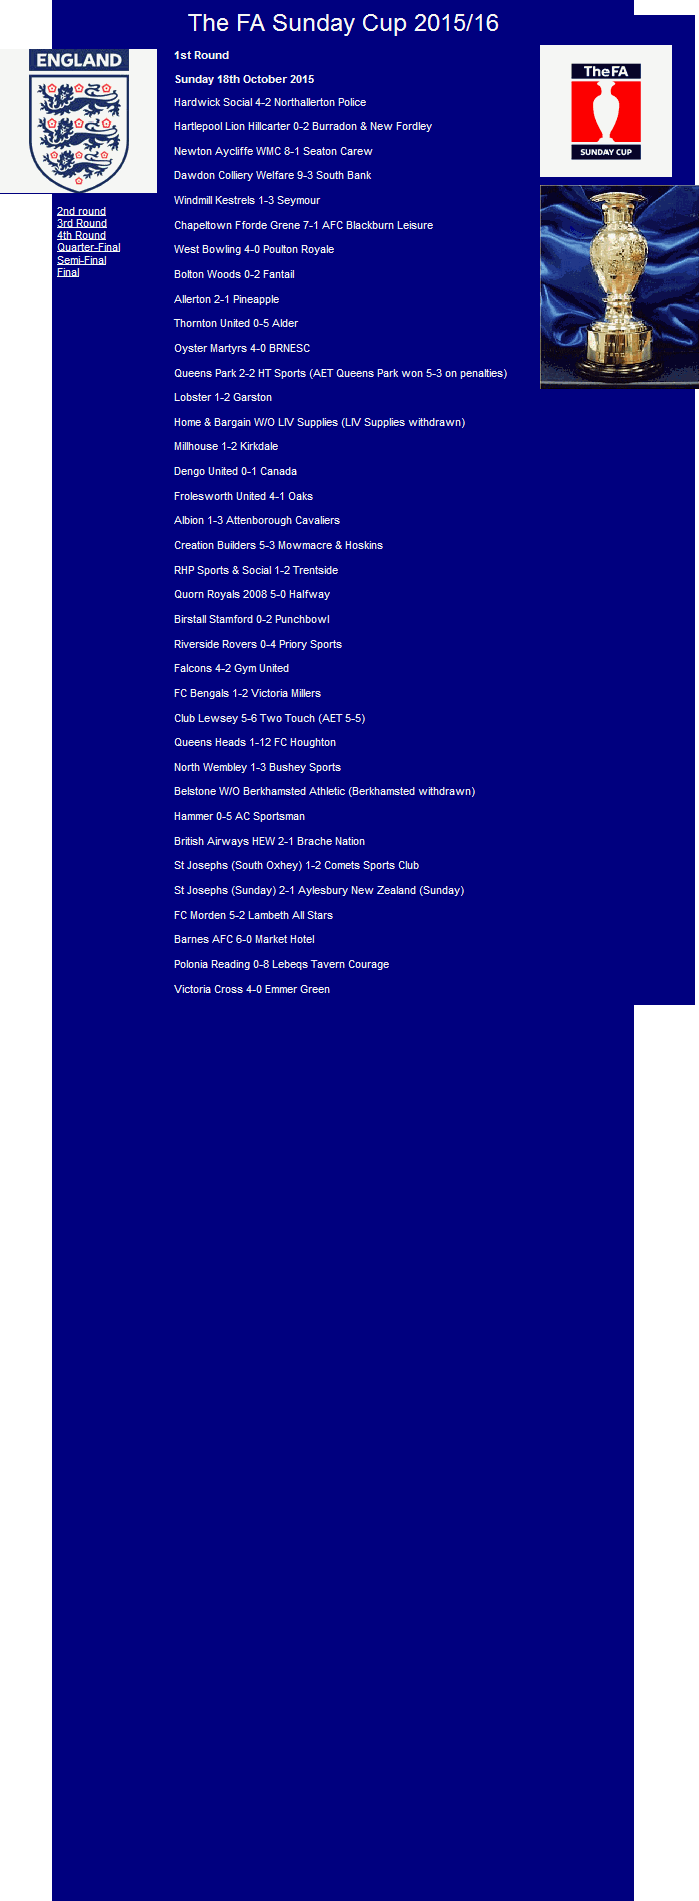 The FA Sunday Cup 2015/16
ENGLAND
2nd round
3rd Round
4th Round
Quarter-Final
Semi-Final
Final
1st Round
Sunday 18th October 2015
Hardwick Social 4-2 Northallerton Police
Hartlepool Lion Hillcarter 0-2 Burradon & New Fordley
Newton Aycliffe WMC 8-1 Seaton Carew
Dawdon Colliery Welfare 9-3 South Bank
Windmill Kestrels 1-3 Seymour
Chapeltown Fforde Grene 7-1 AFC Blackburn Leisure
West Bowling 4-0 Poulton Royale
Bolton Woods 0-2 Fantail
Allerton 2-1 Pineapple
Thornton United 0-5 Alder
Oyster Martyrs 4-0 BRNESC
Queens Park 2-2 HT Sports (AET Queens Park won 5-3 on penalties)
Lobster 1-2 Garston
Home & Bargain W/O LIV Supplies (LIV Supplies withdrawn)
Millhouse 1-2 Kirkdale
Dengo United 0-1 Canada
Frolesworth United 4-1 Oaks
Albion 1-3 Attenborough Cavaliers
Creation Builders 5-3 Mowmacre & Hoskins
RHP Sports & Social 1-2 Trentside
Quorn Royals 2008 5-0 Halfway
Birstall Stamford 0-2 Punchbowl
Riverside Rovers 0-4 Priory Sports
Falcons 4-2 Gym United
FC Bengals 1-2 Victoria Millers
Club Lewsey 5-6 Two Touch (AET 5-5)
Queens Heads 1-12 FC Houghton
North Wembley 1-3 Bushey Sports
Belstone W/O Berkhamsted Athletic (Berkhamsted withdrawn)
Hammer 0-5 AC Sportsman
British Airways HEW 2-1 Brache Nation
St Josephs (South Oxhey) 1-2 Comets Sports Club
St Josephs (Sunday) 2-1 Aylesbury New Zealand (Sunday)
FC Morden 5-2 Lambeth All Stars
Barnes AFC 6-0 Market Hotel
Polonia Reading 0-8 Lebeqs Tavern Courage
Victoria Cross 4-0 Emmer Green
The FA
SUNDAY CUP